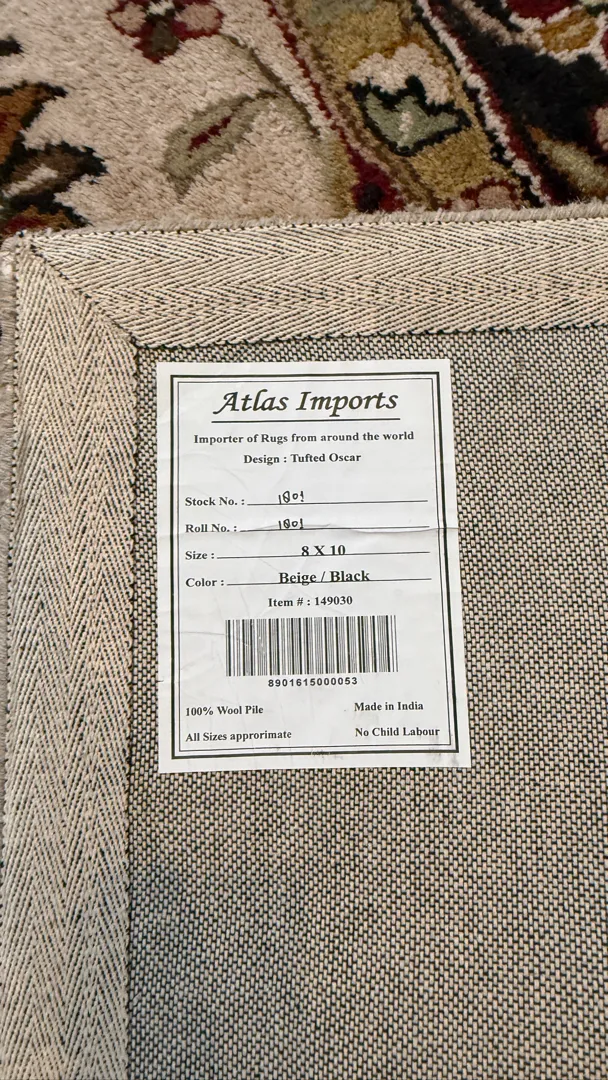 Atlas Imports
Importer of Rugs from around the world
Design : Tufted Oscar
Stock No. : 1801
Roll No. : 1801
Size : 8 X 10
Color : Beige / Black
Item # : 149030
8901615000053
100% Wool Pile Made in India
All Sizes approrimate No Child Labour